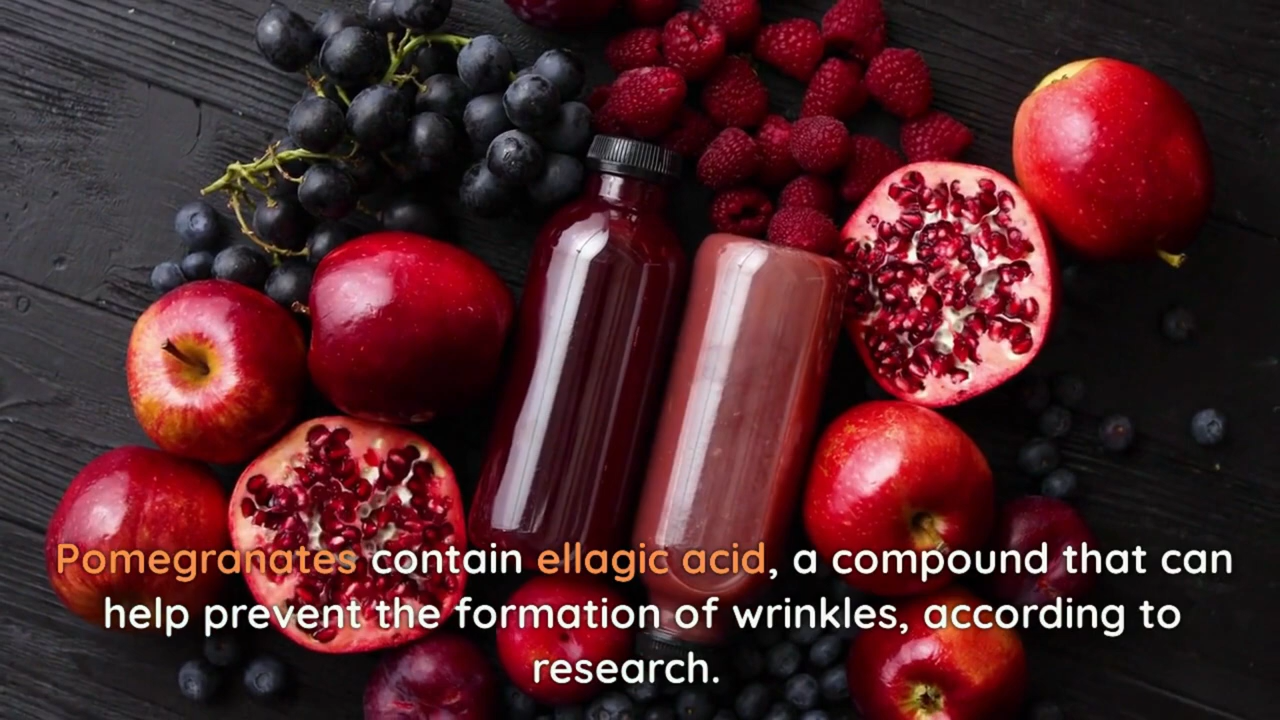 Pomegranates contain ellagic acid, a compound that can
help prevent the formation of wrinkles, according to
research.